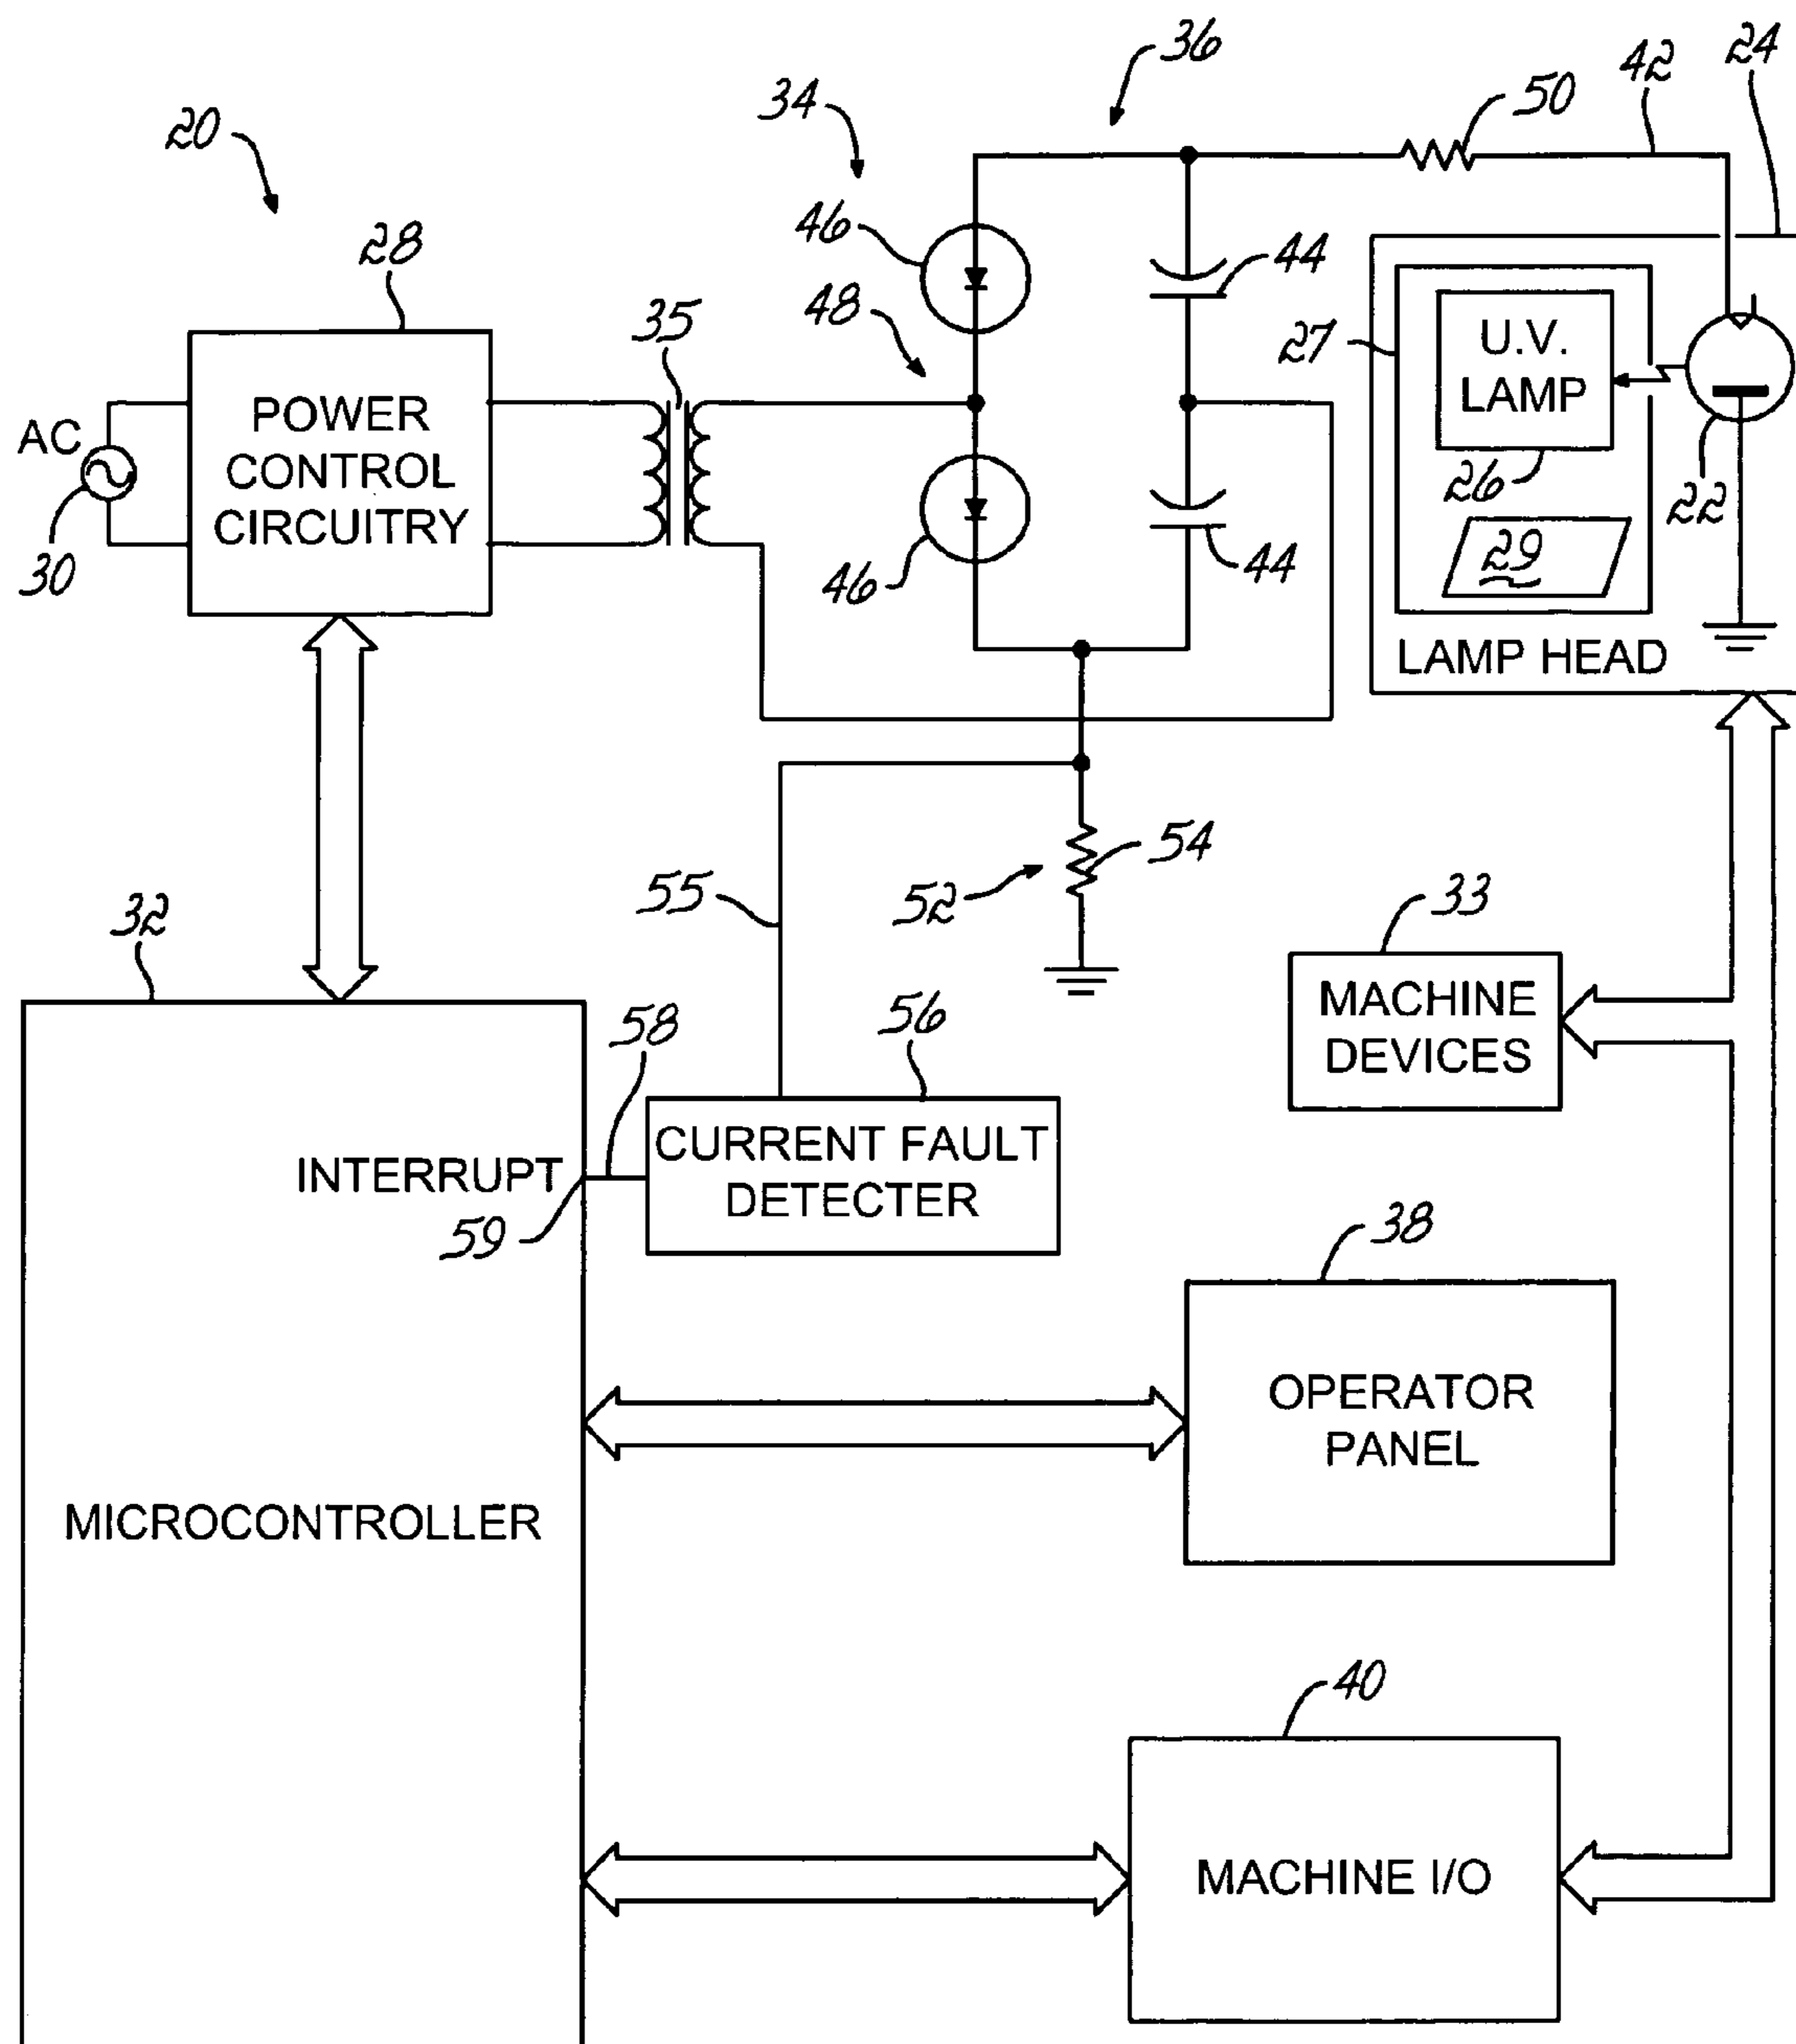 36
24
42
50
34
20
46
28
48
44
35
27
U.V.
LAMP
POWER
CONTROL
CIRCUITRY
AC
30
26
22
29
46
44
LAMP HEAD
54
55
52
33
32
MACHINE
DEVICES
58
56
CURRENT FAULT
DETECTER
INTERRUPT
59
38
OPERATOR
PANEL
MICROCONTROLLER
40
MACHINE I/O